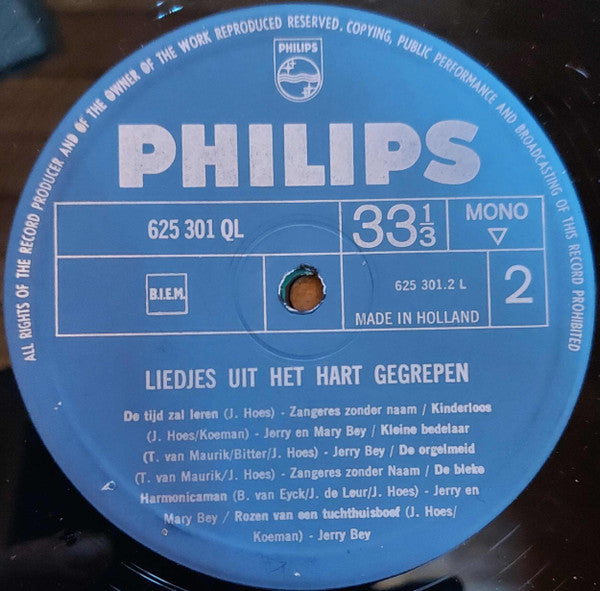 ALL RIGHTS OF THE RECORD PRODUCER AND OF THE OWNER OF THE WORK REPRODUCED RESERVED. COPYING, PUBLIC PERFORMANCE AND BROADCASTING OF THIS RECORD PROHIBITED
PHILIPS
PHILIPS
625 301 QL
33⅓
MONO
▽
B.I.E.M.
625 301.2 L
2
MADE IN HOLLAND
LIEDJES UIT HET HART GEGREPEN
De tijd zal leren (J. Hoes) - Zangeres zonder naam / Kinderloos
(J. Hoes/Koeman) - Jerry en Mary Bey / Kleine bedelaar
(T. van Maurik/Bitter/J. Hoes) - Jerry Bey / De orgelmeid
(T. van Maurik/J. Hoes) - Zangeres zonder Naam / De bleke
Harmonicaman (B. van Eyck/J. de Leur/J. Hoes) - Jerry en
Mary Bey / Rozen van een tuchthuisboef (J. Hoes/
Koeman) - Jerry Bey